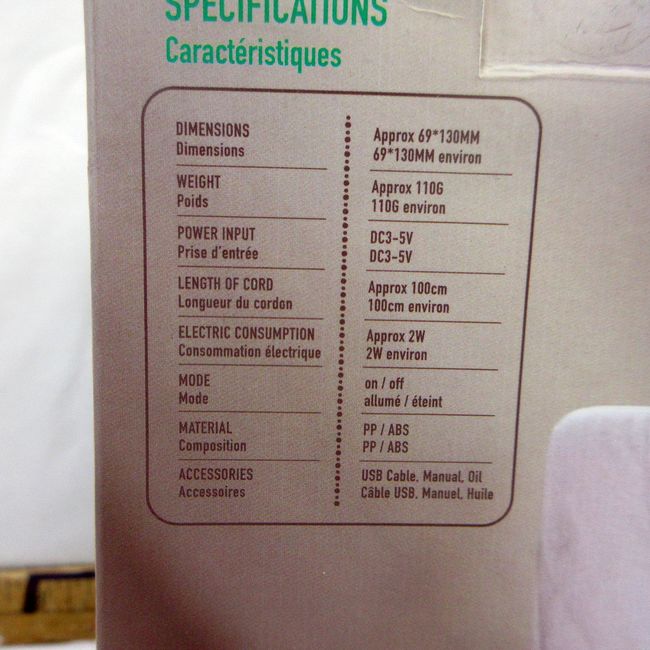 SPECIFICATIONS
Caractéristiques
DIMENSIONS
Dimensions
Approx 69*130MM
69*130MM environ
WEIGHT
Poids
Approx 110G
110G environ
POWER INPUT
Prise d'entrée
DC3-5V
DC3-5V
LENGTH OF CORD
Longueur du cordon
Approx 100cm
100cm environ
ELECTRIC CONSUMPTION
Consommation électrique
Approx 2W
2W environ
MODE
Mode
on / off
allumé / éteint
MATERIAL
Composition
PP / ABS
PP / ABS
ACCESSORIES
Accessoires
USB Cable, Manual, Oil
Câble USB, Manuel, Huile